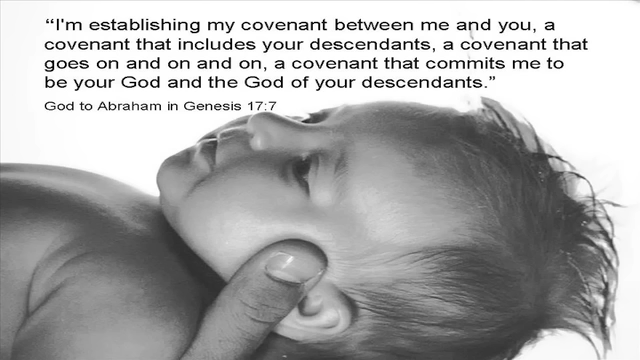 “I'm establishing my covenant between me and you, a
covenant that includes your descendants, a covenant that
goes on and on and on, a covenant that commits me to
be your God and the God of your descendants.”
God to Abraham in Genesis 17:7